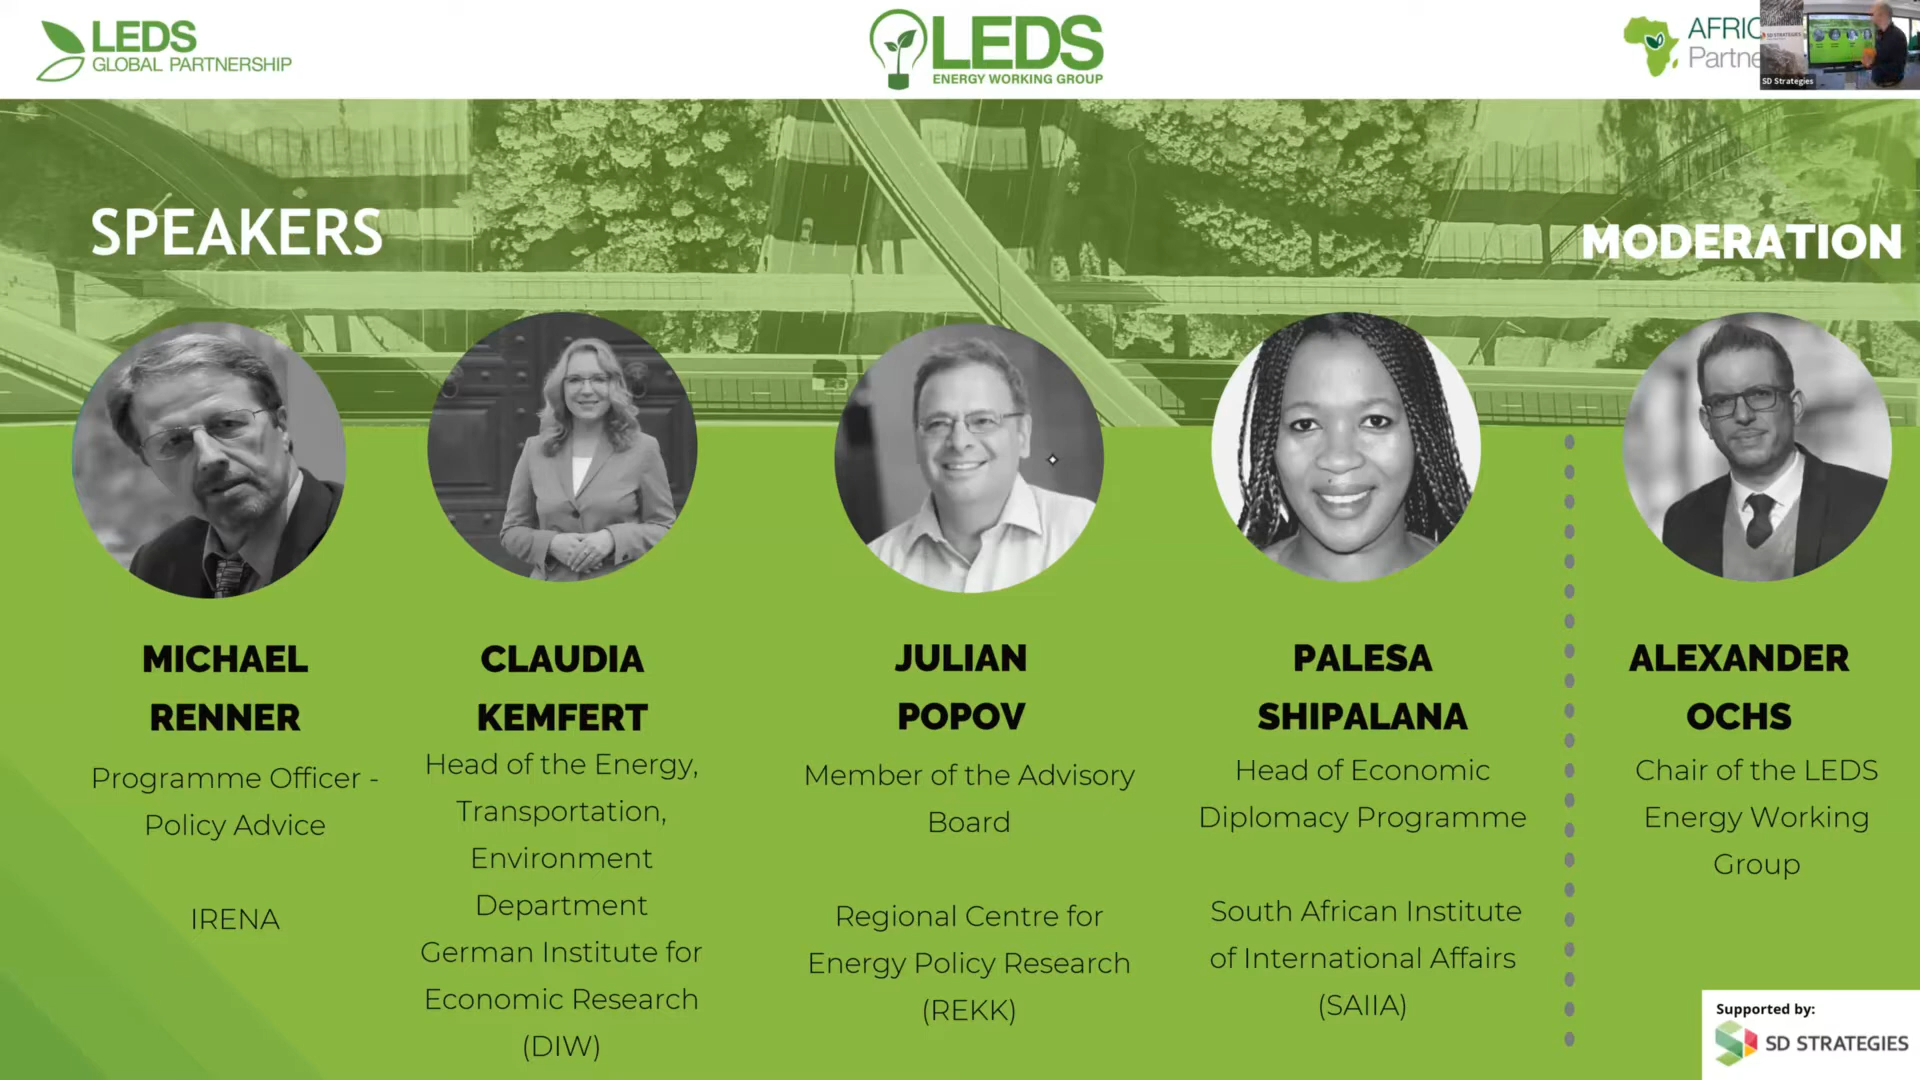 LEDS
GLOBAL PARTNERSHIP
LEDS
ENERGY WORKING GROUP
Partne
SD Strategies
SPEAKERS
MODERATION
MICHAEL
RENNER
Programme Officer -
Policy Advice
IRENA
CLAUDIA
KEMFERT
Head of the Energy,
Transportation,
Environment
Department
German Institute for
Economic Research
(DIW)
JULIAN
POPOV
Member of the Advisory
Board
Regional Centre for
Energy Policy Research
(REKK)
PALESA
SHIPALANA
Head of Economic
Diplomacy Programme
South African Institute
of International Affairs
(SAIIA)
ALEXANDER
OCHS
Chair of the LEDS
Energy Working
Group
Supported by:
SD STRATEGIES